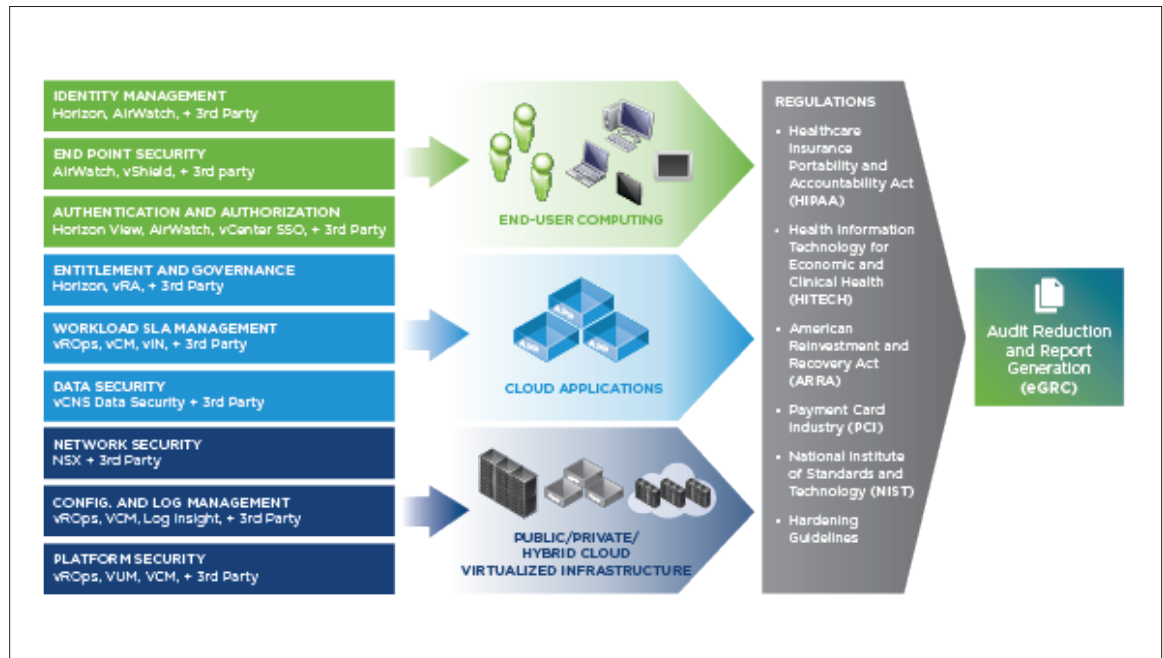 IDENTITY MANAGEMENT
Horizon, AirWatch, + 3rd Party
END POINT SECURITY
AirWatch, vShield, + 3rd party
AUTHENTICATION AND AUTHORIZATION
Horizon View, AirWatch, vCenter SSO, + 3rd Party
ENTITLEMENT AND GOVERNANCE
Horizon, vRA, + 3rd Party
WORKLOAD SLA MANAGEMENT
vROps, vCM, vIN, + 3rd Party
DATA SECURITY
vCNS Data Security + 3rd Party
NETWORK SECURITY
NSX + 3rd Party
CONFIG. AND LOG MANAGEMENT
vROps, VCM, Log Insight, + 3rd Party
PLATFORM SECURITY
vROps, VUM, VCM, + 3rd Party
END-USER COMPUTING
APP
APP
APP
CLOUD APPLICATIONS
PUBLIC/PRIVATE/
HYBRID CLOUD
VIRTUALIZED INFRASTRUCTURE
REGULATIONS
• Healthcare
Insurance
Portability and
Accountability Act
(HIPAA)
• Health Information
Technology for
Economic and
Clinical Health
(HITECH)
• American
Reinvestment and
Recovery Act
(ARRA)
• Payment Card
Industry (PCI)
• National Institute
of Standards and
Technology (NIST)
• Hardening
Guidelines
Audit Reduction
and Report
Generation
(eGRC)